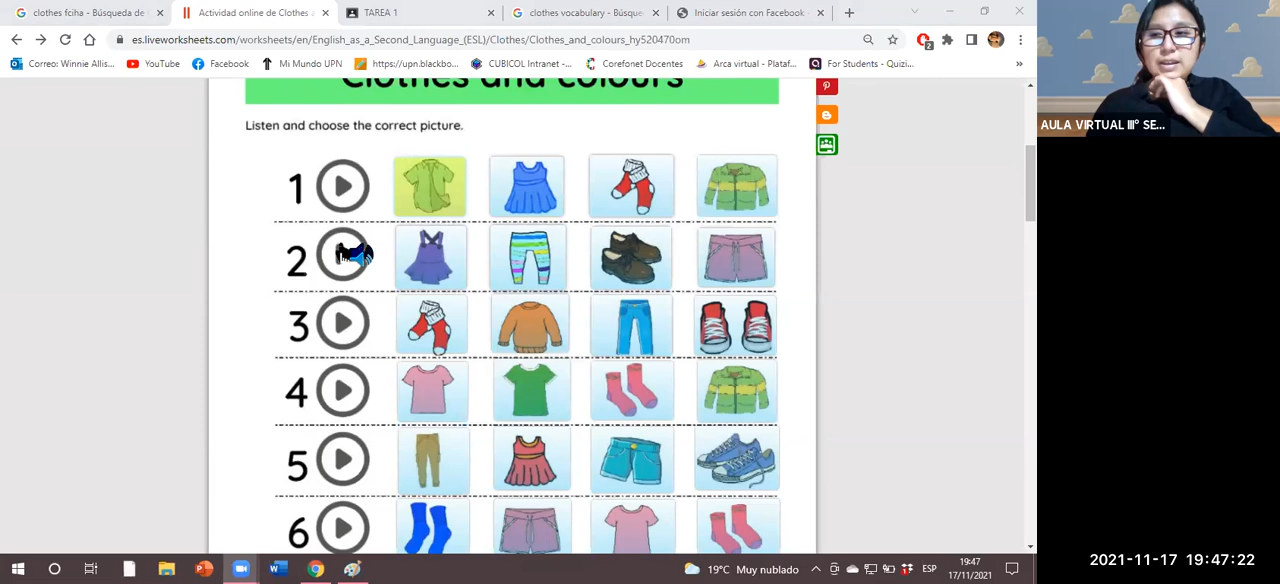 clothes fciha - Búsqueda de
Actividad online de Clothes a
TAREA 1
clothes vocabulary - Búsque
Iniciar sesión con Facebook
es.liveworksheets.com/worksheets/en/English_as_a_Second_Language_(ESL)/Clothes/Clothes_and_colours_hy520470om
2
Correo: Winnie Allis...
YouTube
Facebook
Mi Mundo UPN
https://upn.blackbo...
CUBICOL Intranet -...
Corefonet Docentes
Arca virtual - Plataf...
For Students - Quizi...
»
Clothes and colours
Listen and choose the correct picture.
1
2
3
4
5
6
AULA VIRTUAL III° SE...
2021-11-17 19:47:22
19°C Muy nublado
ESP
19:47
17/11/2021